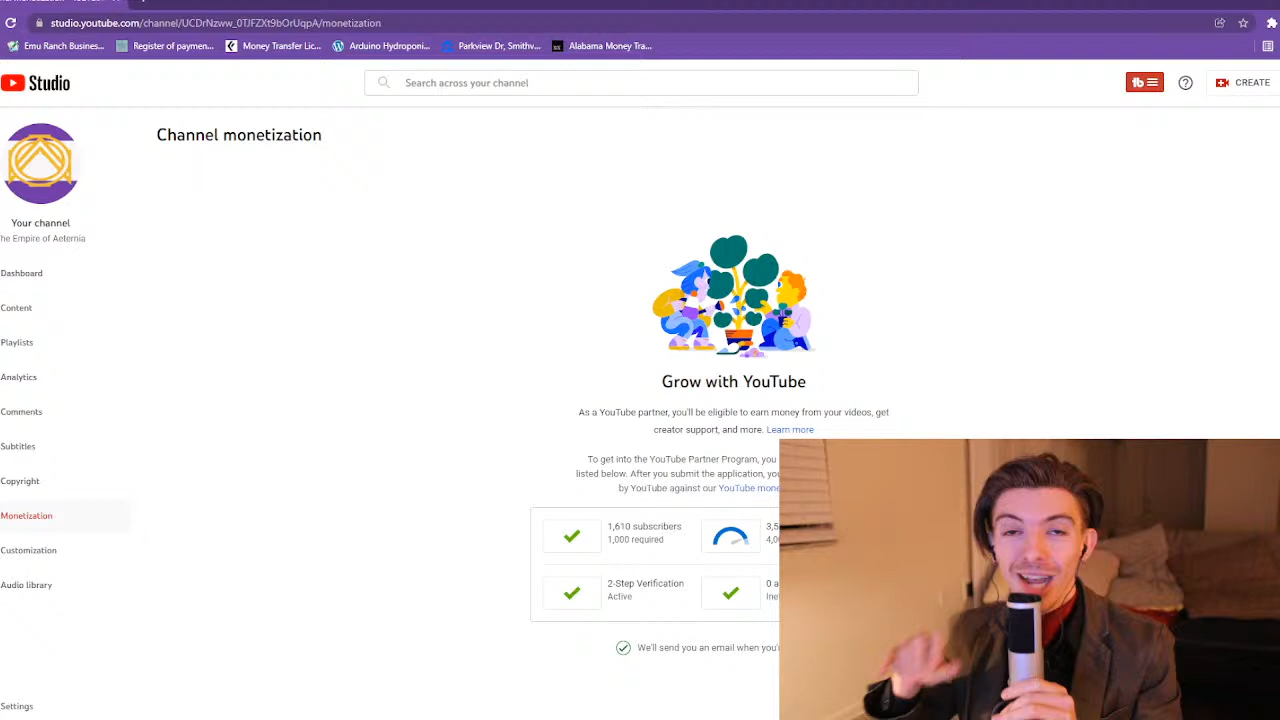 studio.youtube.com/channel/UCDrNzww_0TJFZXt9bOrUqpA/monetization
Emu Ranch Busines... Register of paymen... Money Transfer Lic... Arduino Hydroponi... Parkview Dr, Smithv... Alabama Money Tra...
Studio
Search across your channel
CREATE
Channel monetization
Your channel
he Empire of Aeternia
Dashboard
Content
Playlists
Analytics
Comments
Subtitles
Copyright
Monetization
Customization
Audio library
Settings
Grow with YouTube
As a YouTube partner, you'll be eligible to earn money from your videos, get
creator support, and more. Learn more
To get into the YouTube Partner Program, you
listed below. After you submit the application, you
by YouTube against our YouTube mone
1,610 subscribers
1,000 required
3,5
4,0
2-Step Verification
Active
0 a
We'll send you an email when you'